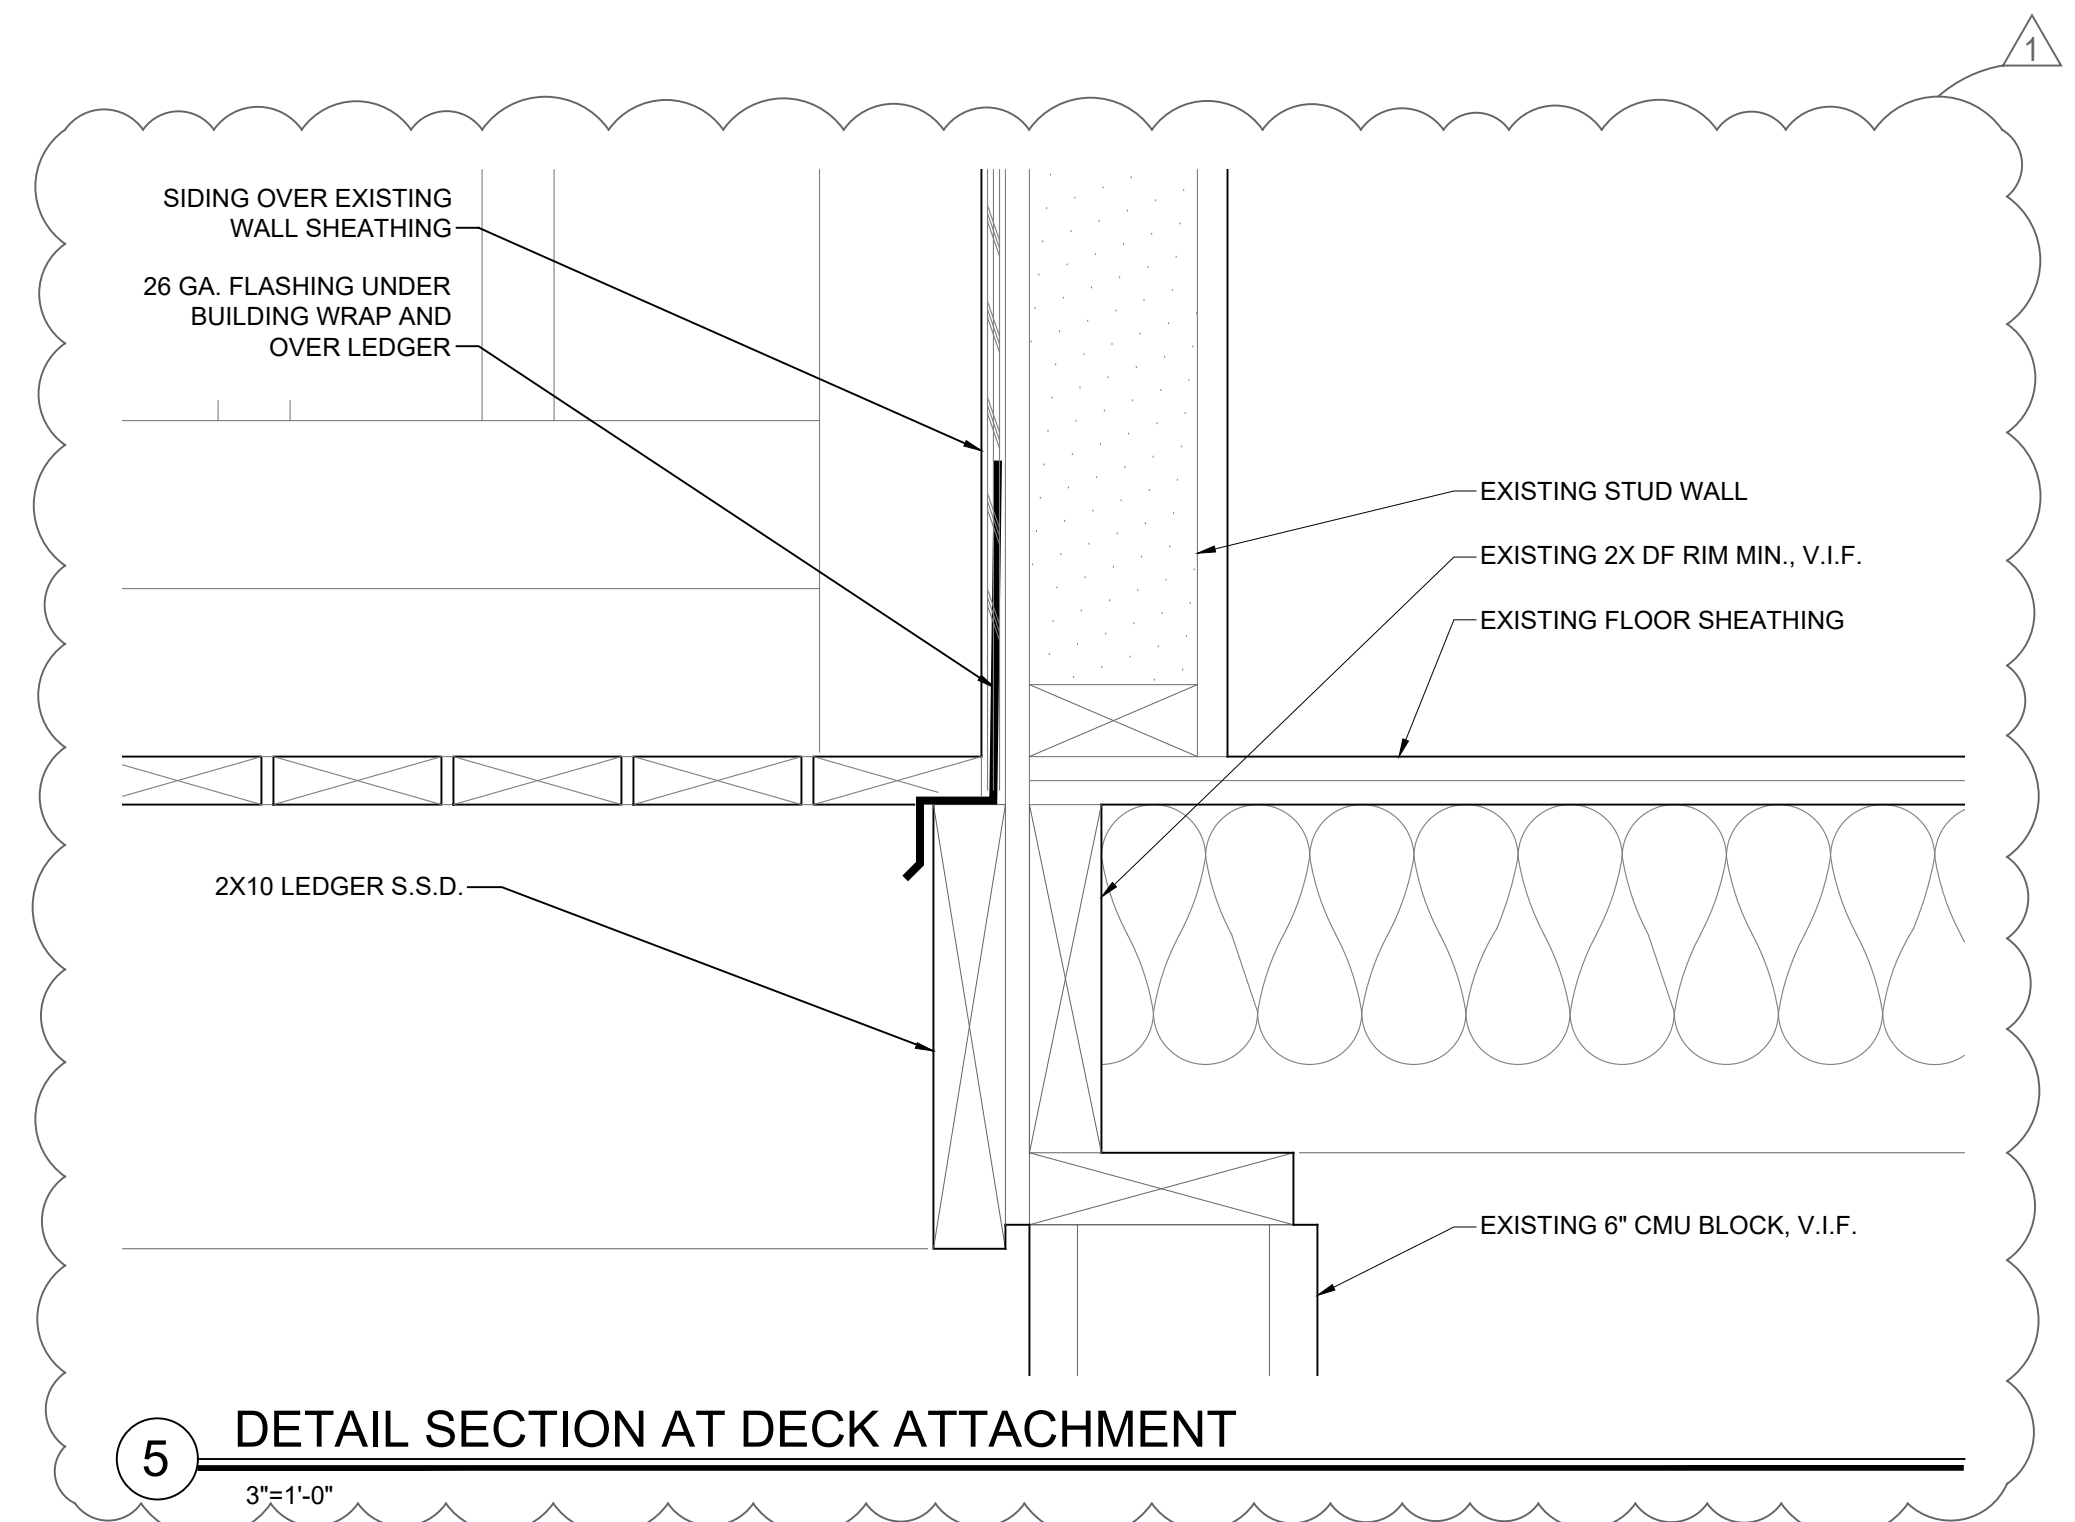 1
SIDING OVER EXISTING
WALL SHEATHING
26 GA. FLASHING UNDER
BUILDING WRAP AND
OVER LEDGER
EXISTING STUD WALL
EXISTING 2X DF RIM MIN., V.I.F.
EXISTING FLOOR SHEATHING
2X10 LEDGER S.S.D.
EXISTING 6" CMU BLOCK, V.I.F.
5
DETAIL SECTION AT DECK ATTACHMENT
3"=1'-0"